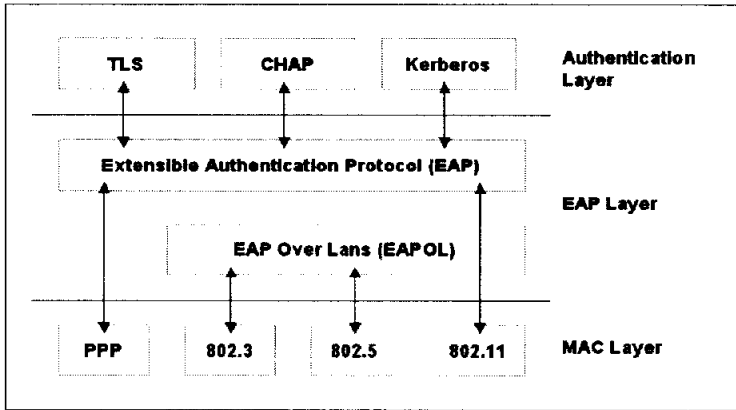 TLS
CHAP
Kerberos
Authentication
Layer
Extensible Authentication Protocol (EAP)
EAP Layer
EAP Over Lans (EAPOL)
PPP
802.3
802.5
802.11
MAC Layer